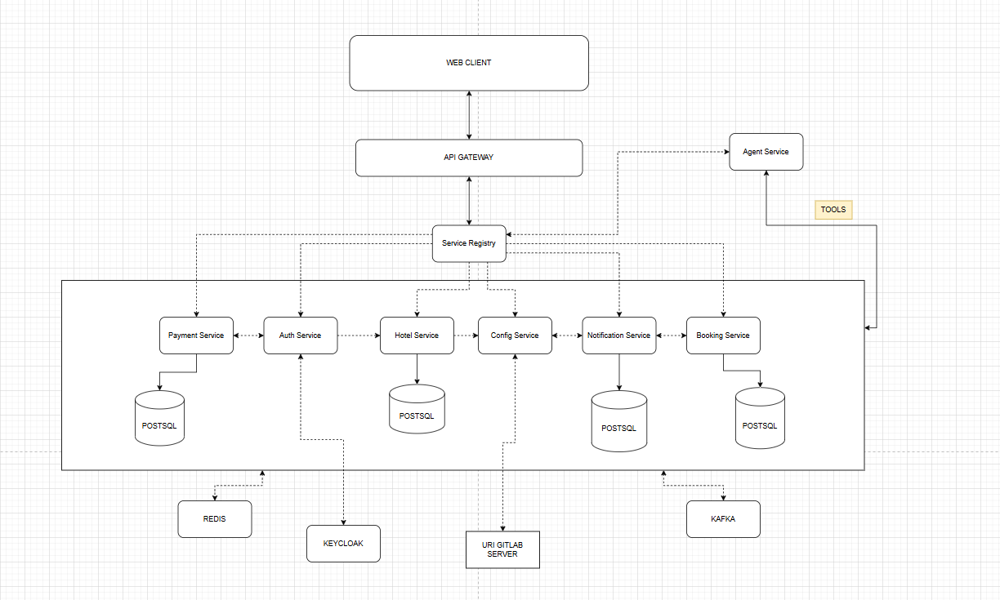 WEB CLIENT
API GATEWAY
Agent Service
TOOLS
Service Registry
Payment Service
Auth Service
Hotel Service
Config Service
Notification Service
Booking Service
POSTSQL
POSTSQL
POSTSQL
POSTSQL
REDIS
KEYCLOAK
URI GITLAB
SERVER
KAFKA